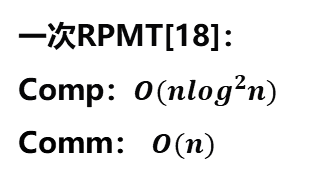 一次RPMT[18]：
Comp：O(nlog²n)
Comm： O(n)